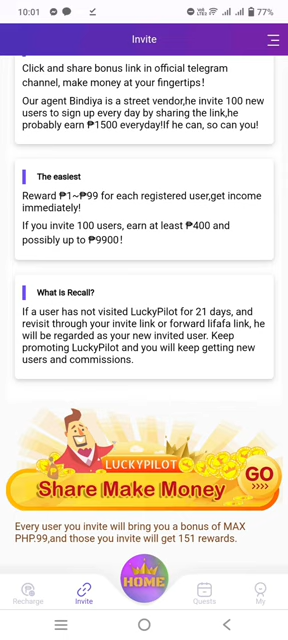 10:01
77%
Invite
Click and share bonus link in official telegram
channel, make money at your fingertips!
Our agent Bindiya is a street vendor,he invite 100 new
users to sign up every day by sharing the link,he
probably earn ₱1500 everyday!If he can, so can you!
The easiest
Reward ₱1~₱99 for each registered user,get income
immediately!
If you invite 100 users, earn at least ₱400 and
possibly up to ₱9900!
What is Recall?
If a user has not visited LuckyPilot for 21 days, and
revisit through your invite link or forward lifafa link, he
will be regarded as your new invited user. Keep
promoting LuckyPilot and you will keep getting new
users and commissions.
LUCKYPILOT
Share Make Money
GO
Every user you invite will bring you a bonus of MAX
PHP.99,and those you invite will get 151 rewards.
HOME
Recharge
Invite
Quests
My